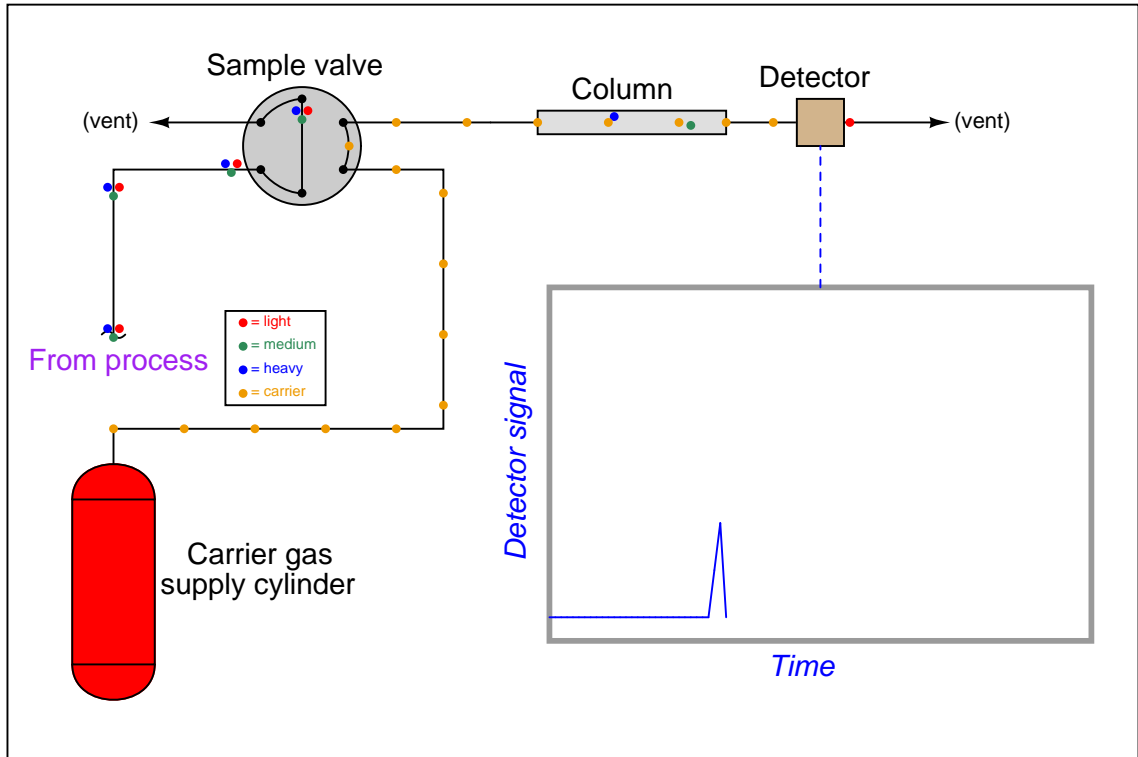 Sample valve
Column
Detector
(vent)
(vent)
= light
= medium
= heavy
= carrier
From process
Detector signal
Carrier gas
supply cylinder
Time